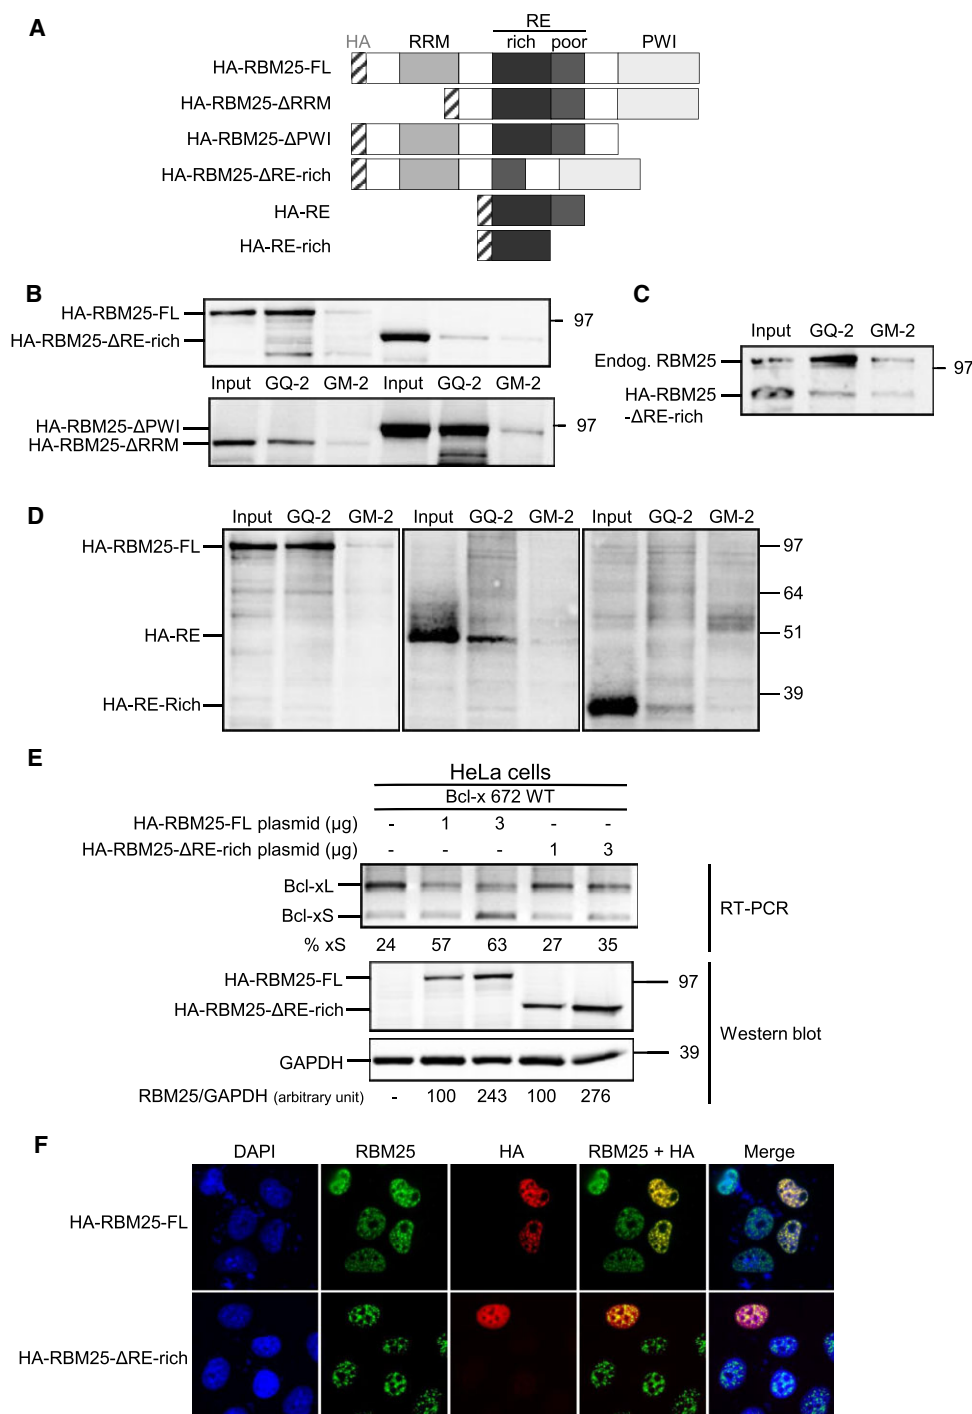 A
RE
HA RRM rich poor PWI
HA-RBM25-FL
HA-RBM25-ΔRRM
HA-RBM25-ΔPWI
HA-RBM25-ΔRE-rich
HA-RE
HA-RE-rich
B
HA-RBM25-FL
97
HA-RBM25-ΔRE-rich
Input GQ-2 GM-2 Input GQ-2 GM-2
HA-RBM25-ΔPWI
97
HA-RBM25-ΔRRM
C
Input GQ-2 GM-2
Endog. RBM25
97
HA-RBM25
-ΔRE-rich
D
Input GQ-2 GM-2 Input GQ-2 GM-2 Input GQ-2 GM-2
HA-RBM25-FL
97
64
HA-RE
51
HA-RE-Rich
39
E
HeLa cells
Bcl-x 672 WT
HA-RBM25-FL plasmid (µg) - 1 3 - -
HA-RBM25-ΔRE-rich plasmid (µg) - - - 1 3
Bcl-xL
Bcl-xS
RT-PCR
% xS 24 57 63 27 35
HA-RBM25-FL
97
HA-RBM25-ΔRE-rich
Western blot
GAPDH
39
RBM25/GAPDH (arbitrary unit) - 100 243 100 276
F
DAPI RBM25 HA RBM25 + HA Merge
HA-RBM25-FL
HA-RBM25-ΔRE-rich